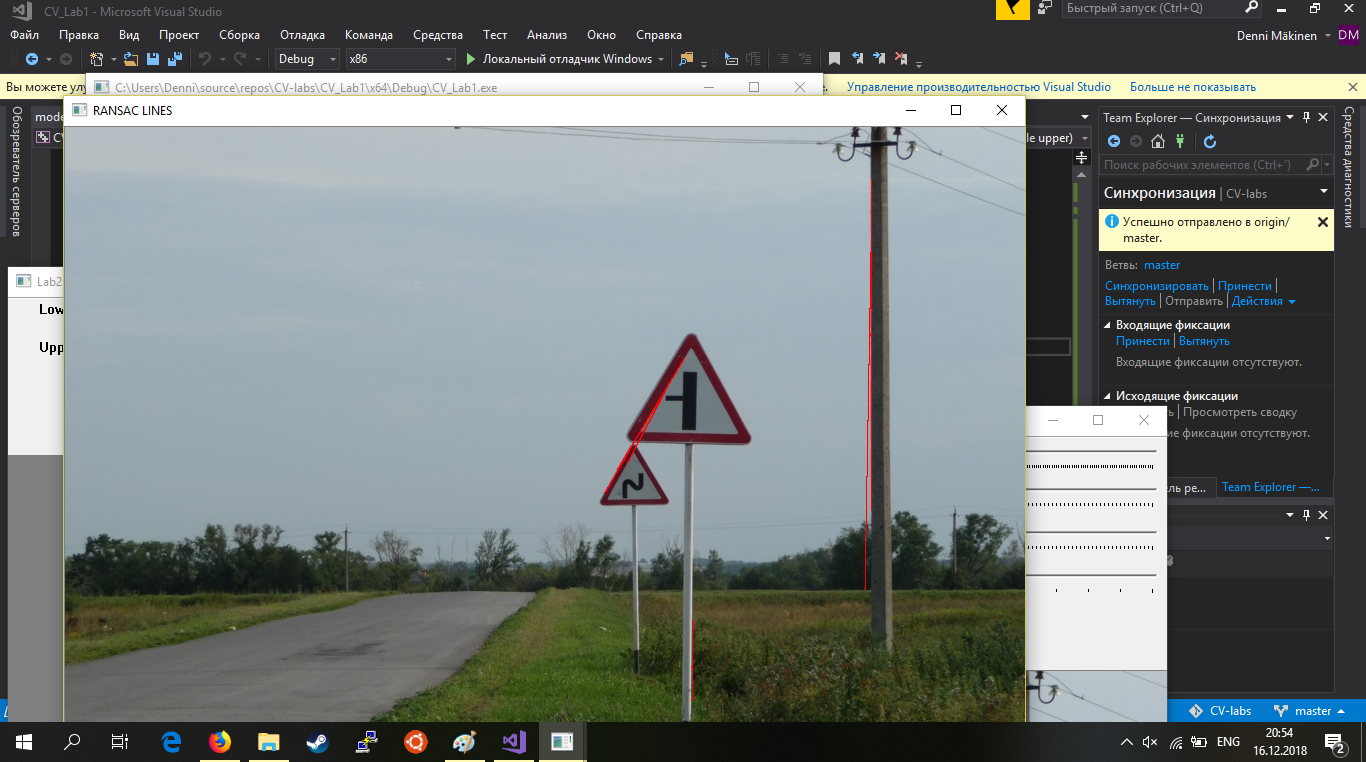 CV_Lab1 - Microsoft Visual Studio
Быстрый запуск (Ctrl+Q)
Файл Правка Вид Проект Сборка Отладка Команда Средства Тест Анализ Окно Справка
Denni Mäkinen DM
Debug x86 Локальный отладчик Windows
Вы можете
C:\Users\Denni\source\repos\CV-labs\CV_Lab1\x64\Debug\CV_Lab1.exe
Управление производительностью Visual Studio Больше не показывать
RANSAC LINES
Обозреватель серверов
mode
le upper)
Team Explorer — Синхронизация
Средства диагностики
Поиск рабочих элементов (Ctrl+')
Синхронизация | CV-labs
Успешно отправлено в origin/
master.
Ветвь: master
Синхронизировать | Принести |
Вытянуть | Отправить | Действия
Входящие фиксации
Принести | Вытянуть
Входящие фиксации отсутствуют.
Исходящие фиксации
ь | Просмотреть сводку
ие фиксации отсутствуют.
ль ре... Team Explorer —...
Lab2
Low
Upp
CV-labs master
ENG
20:54
16.12.2018
2